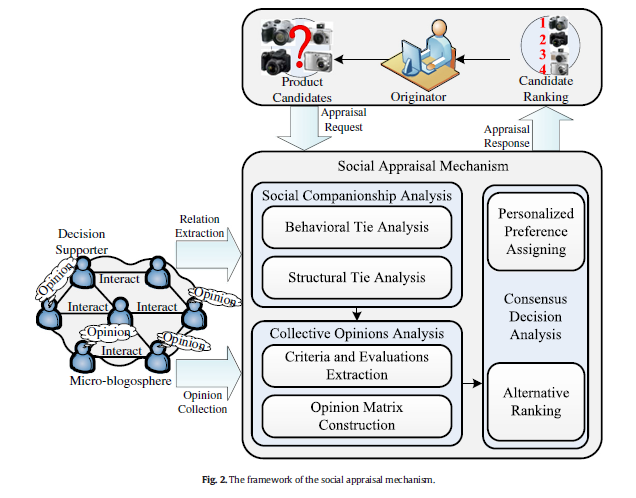 ?
1
2
3
4
Product
Candidates
Originator
Candidate
Ranking
Appraisal
Request
Appraisal
Response
Social Appraisal Mechanism
Social Companionship Analysis
Behavioral Tie Analysis
Structural Tie Analysis
Collective Opinions Analysis
Criteria and Evaluations
Extraction
Opinion Matrix
Construction
Personalized
Preference
Assigning
Consensus
Decision
Analysis
Alternative
Ranking
Relation
Extraction
Decision
Supporter
Opinion
Interact
Opinion
Interact
Interact
Opinion
Opinion
Interact
Micro-blogosphere
Opinion
Collection
Fig. 2. The framework of the social appraisal mechanism.